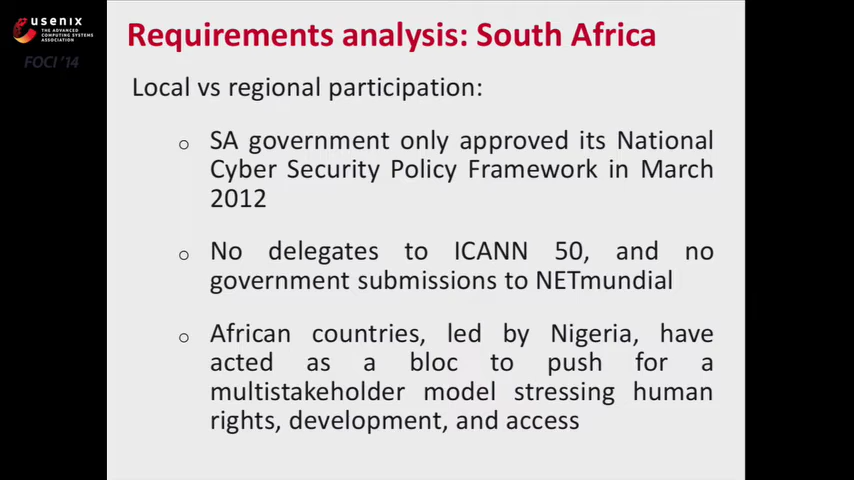 usenix
THE ADVANCED
COMPUTING SYSTEMS
ASSOCIATION
FOCI '14
Requirements analysis: South Africa
Local vs regional participation:
o SA government only approved its National
Cyber Security Policy Framework in March
2012
o No delegates to ICANN 50, and no
government submissions to NETmundial
o African countries, led by Nigeria, have
acted as a bloc to push for a
multistakeholder model stressing human
rights, development, and access